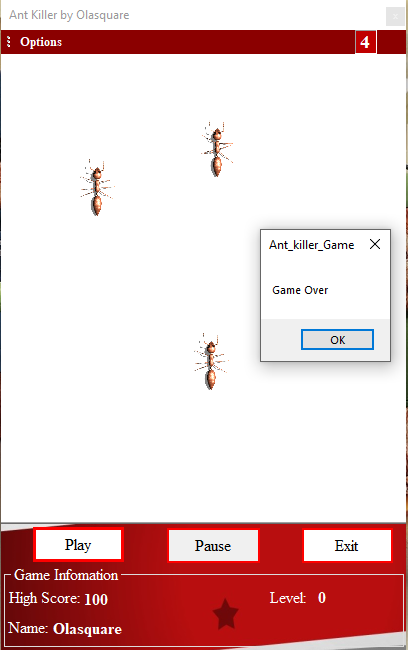 Ant Killer by Olasquare
Options 4
Ant_killer_Game
Game Over
OK
Play Pause Exit
Game Infomation
High Score: 100 Level: 0
Name: Olasquare